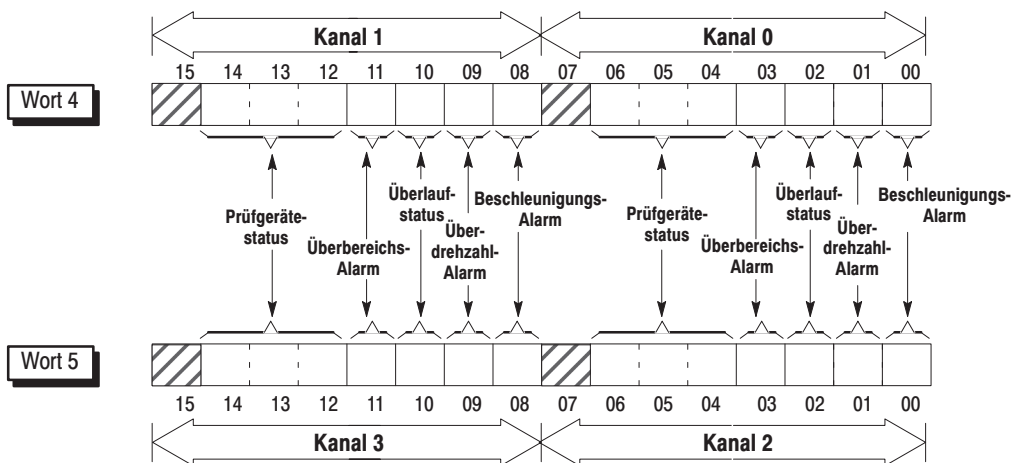 Kanal 1 Kanal 0
15 14 13 12 11 10 09 08 07 06 05 04 03 02 01 00
Wort 4
Prüfgeräte-
status
Überbereichs-
Alarm
Überlauf-
status
Über-
drehzahl-
Alarm
Beschleunigungs-
Alarm
Prüfgeräte-
status
Überbereichs-
Alarm
Überlauf-
status
Über-
drehzahl-
Alarm
Beschleunigungs-
Alarm
Wort 5
15 14 13 12 11 10 09 08 07 06 05 04 03 02 01 00
Kanal 3 Kanal 2